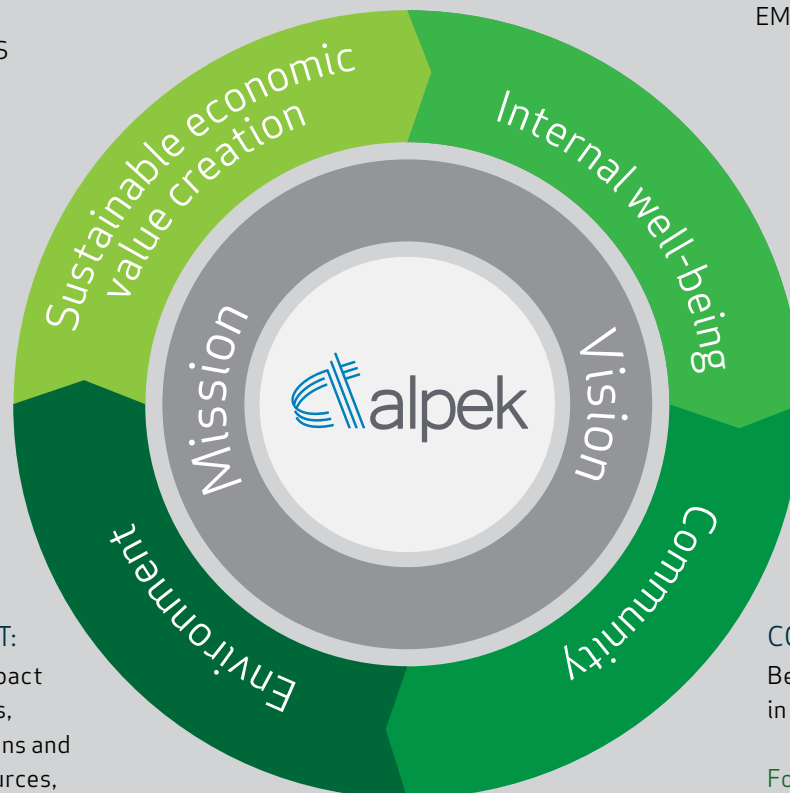 EM
S
Sustainable economic
value creation
Internal well-being
Mission
Vision
alpek
Environment
Community
T:
pact
s,
ns and
urces,
CO
Be
in
Fo